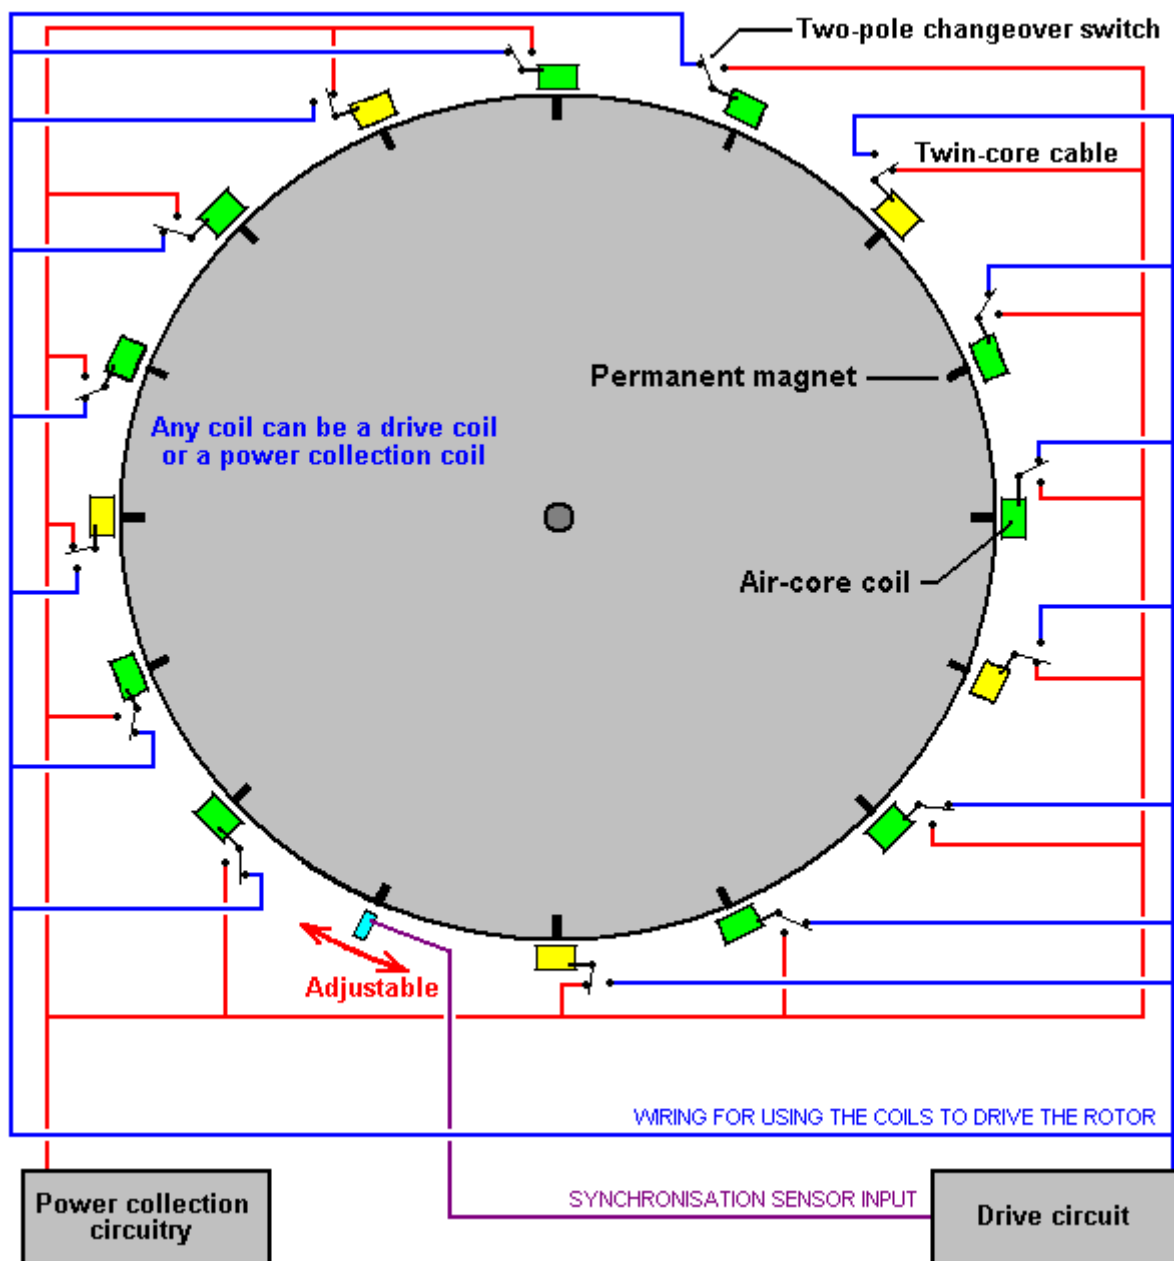 Two-pole changeover switch
Twin-core cable
Permanent magnet
Any coil can be a drive coil
or a power collection coil
Air-core coil
Adjustable
WIRING FOR USING THE COILS TO DRIVE THE ROTOR
Power collection
circuitry
SYNCHRONISATION SENSOR INPUT
Drive circuit